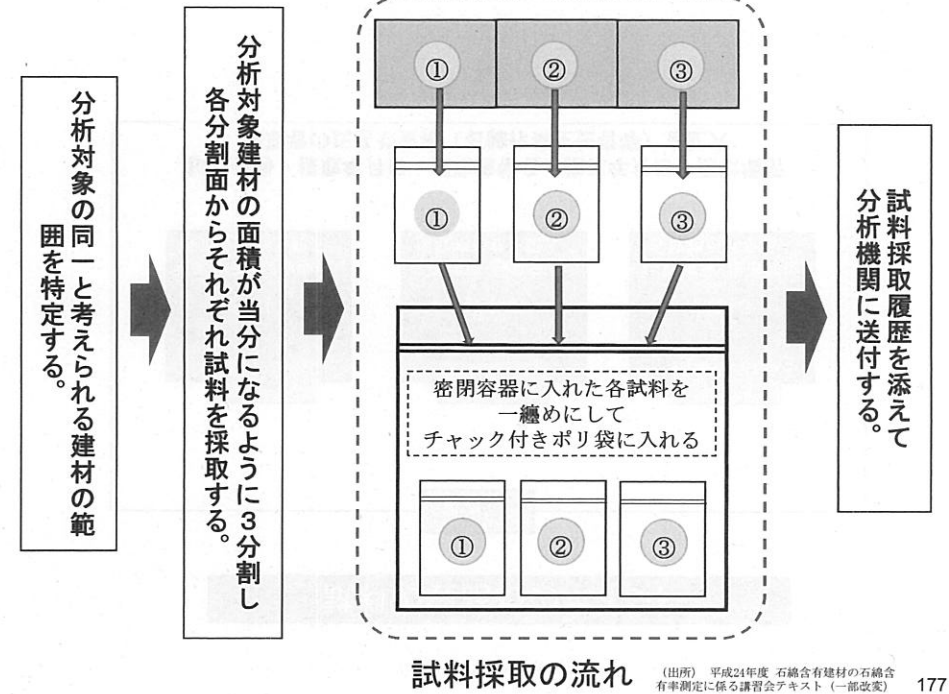 分析対象の同一と考えられる建材の範
囲を特定する。
分析対象建材の面積が当分になるように３分割し
各分割面からそれぞれ試料を採取する。
① ② ③
① ② ③
密閉容器に入れた各試料を
一纏めにして
チャック付きポリ袋に入れる
① ② ③
試料採取履歴を添えて
分析機関に送付する。
試料採取の流れ
（出所） 平成24年度 石綿含有建材の石綿含
有率測定に係る講習会テキスト（一部改変）
177